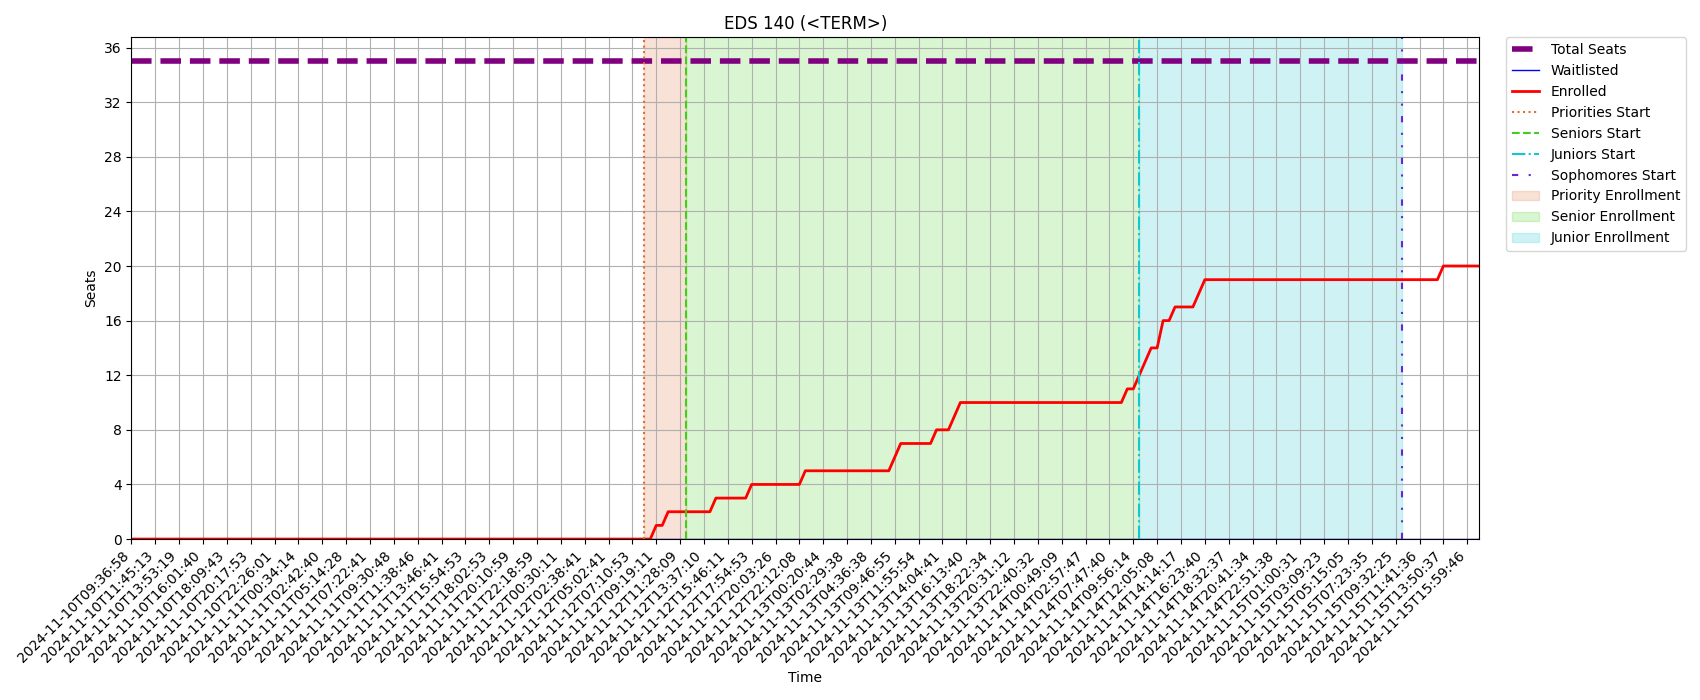 EDS 140 (<TERM>)
Seats
36
32
28
24
20
16
12
8
4
0
Total Seats
Waitlisted
Enrolled
Priorities Start
Seniors Start
Juniors Start
Sophomores Start
Priority Enrollment
Senior Enrollment
Junior Enrollment
2024-11-10T09:36:58
2024-11-10T11:45:13
2024-11-10T13:53:19
2024-11-10T16:01:40
2024-11-10T18:09:43
2024-11-10T20:17:53
2024-11-10T22:26:01
2024-11-11T00:34:14
2024-11-11T02:42:40
2024-11-11T05:14:28
2024-11-11T07:22:41
2024-11-11T09:30:48
2024-11-11T11:38:46
2024-11-11T13:46:41
2024-11-11T15:54:53
2024-11-11T18:02:53
2024-11-11T20:10:59
2024-11-11T22:18:59
2024-11-12T00:30:11
2024-11-12T02:38:41
2024-11-12T05:02:41
2024-11-12T07:10:53
2024-11-12T09:19:11
2024-11-12T11:28:09
2024-11-12T13:37:10
2024-11-12T15:46:11
2024-11-12T17:54:53
2024-11-12T20:03:26
2024-11-12T22:12:08
2024-11-13T00:20:44
2024-11-13T02:29:38
2024-11-13T04:36:38
2024-11-13T09:46:55
2024-11-13T11:55:54
2024-11-13T14:04:41
2024-11-13T16:13:40
2024-11-13T18:22:34
2024-11-13T20:31:12
2024-11-13T22:40:32
2024-11-14T00:49:09
2024-11-14T02:57:47
2024-11-14T07:47:40
2024-11-14T09:56:14
2024-11-14T12:05:08
2024-11-14T14:14:17
2024-11-14T16:23:40
2024-11-14T18:32:37
2024-11-14T20:41:34
2024-11-14T22:51:38
2024-11-15T01:00:31
2024-11-15T03:09:23
2024-11-15T05:15:05
2024-11-15T07:23:35
2024-11-15T09:32:25
2024-11-15T11:41:36
2024-11-15T13:50:37
2024-11-15T15:59:46
Time